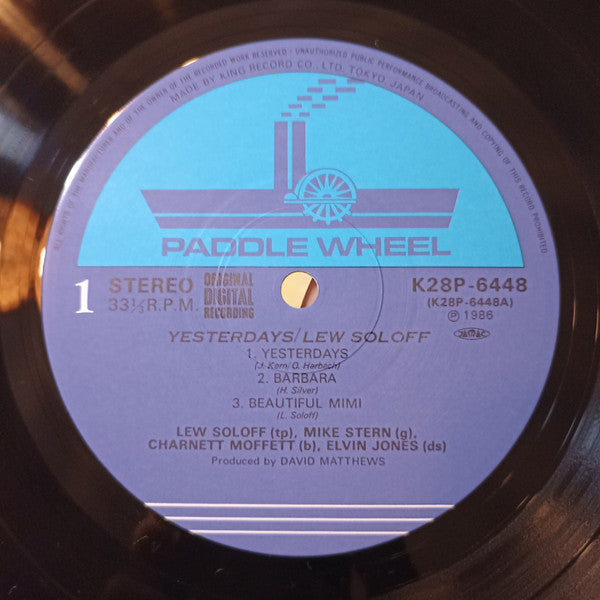 ALL RIGHTS OF THE MANUFACTURER AND OF THE OWNER OF THE RECORDED WORK RESERVED · UNAUTHORIZED PUBLIC PERFORMANCE BROADCASTING AND COPYING OF THIS RECORD PROHIBITED
MADE BY KING RECORD CO., LTD. TOKYO, JAPAN
PADDLE WHEEL
1 STEREO
33⅓ R.P.M.
ORIGINAL
DIGITAL
RECORDING
K28P-6448
(K28P-6448A)
Ⓟ 1986
JASRAC
YESTERDAYS/LEW SOLOFF
1. YESTERDAYS
(J. Kern/O. Harbach)
2. BARBARA
(H. Silver)
3. BEAUTIFUL MIMI
(L. Soloff)
LEW SOLOFF (tp), MIKE STERN (g),
CHARNETT MOFFETT (b), ELVIN JONES (ds)
Produced by DAVID MATTHEWS